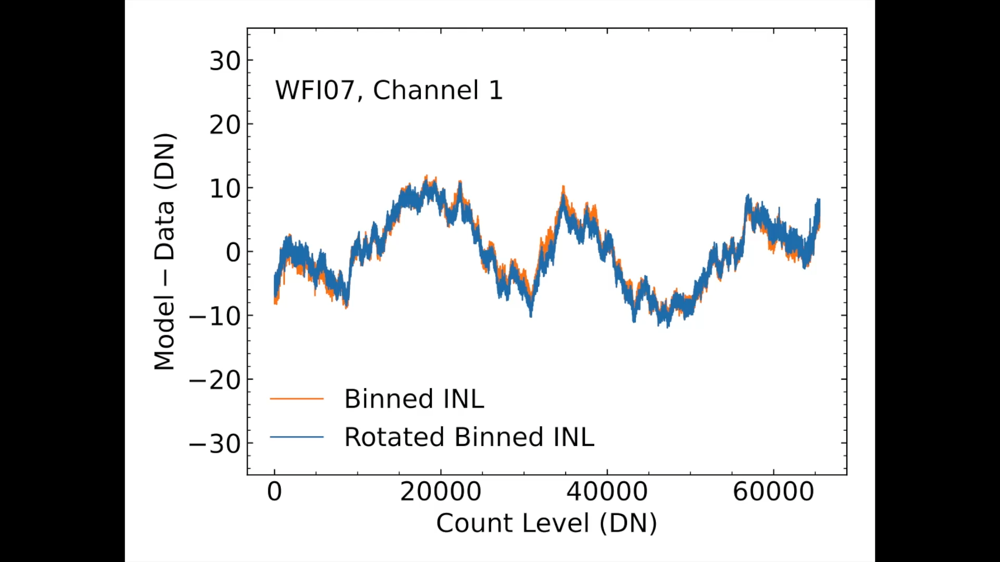 WFI07, Channel 1
30
20
10
0
−10
−20
−30
Model − Data (DN)
Binned INL
Rotated Binned INL
0 20000 40000 60000
Count Level (DN)